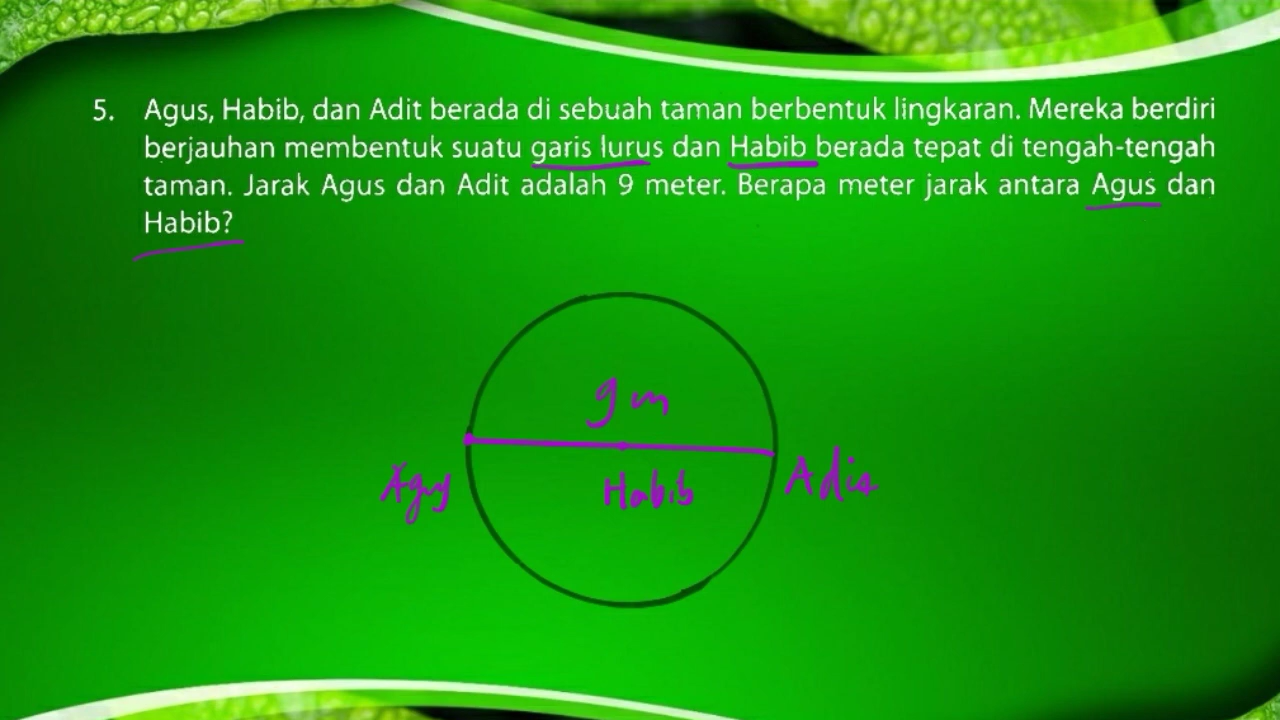 5. Agus, Habib, dan Adit berada di sebuah taman berbentuk lingkaran. Mereka berdiri
berjauhan membentuk suatu garis lurus dan Habib berada tepat di tengah-tengah
taman. Jarak Agus dan Adit adalah 9 meter. Berapa meter jarak antara Agus dan
Habib?
9 m
Agus
Habib
Adit